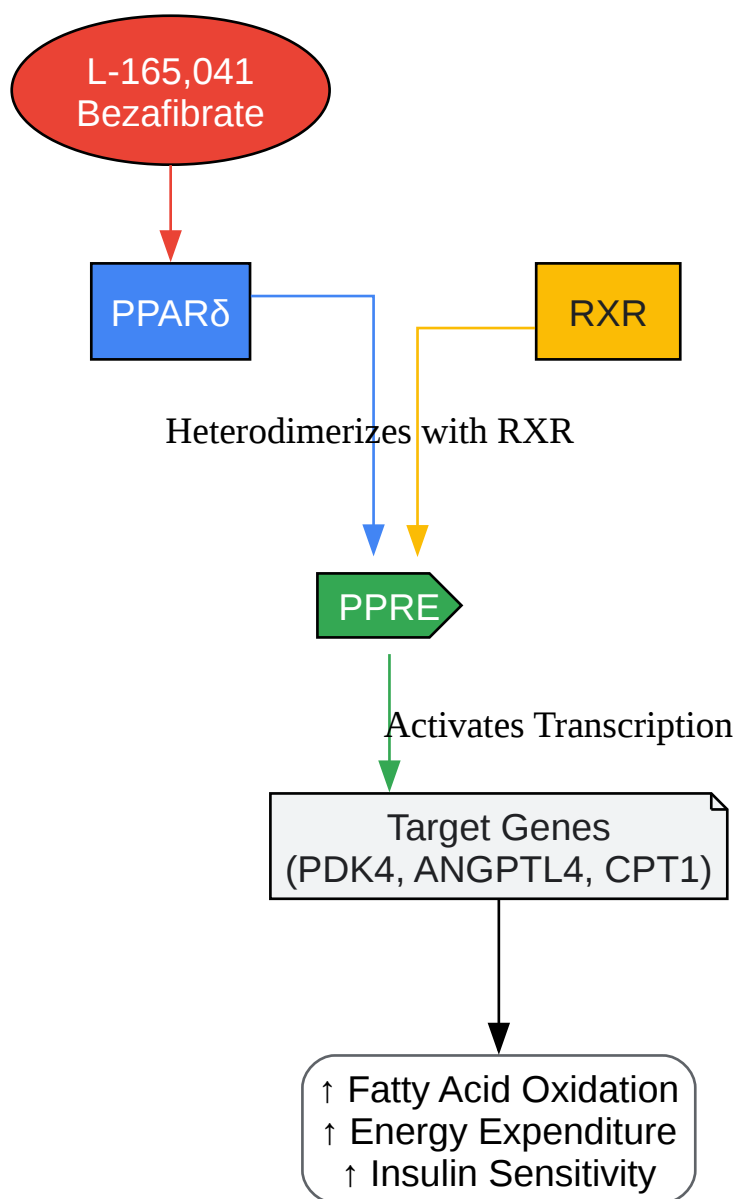 L-165,041
Bezafibrate
PPARδ
RXR
Heterodimerizes with RXR
PPRE
Activates Transcription
Target Genes
(PDK4, ANGPTL4, CPT1)
↑ Fatty Acid Oxidation
↑ Energy Expenditure
↑ Insulin Sensitivity